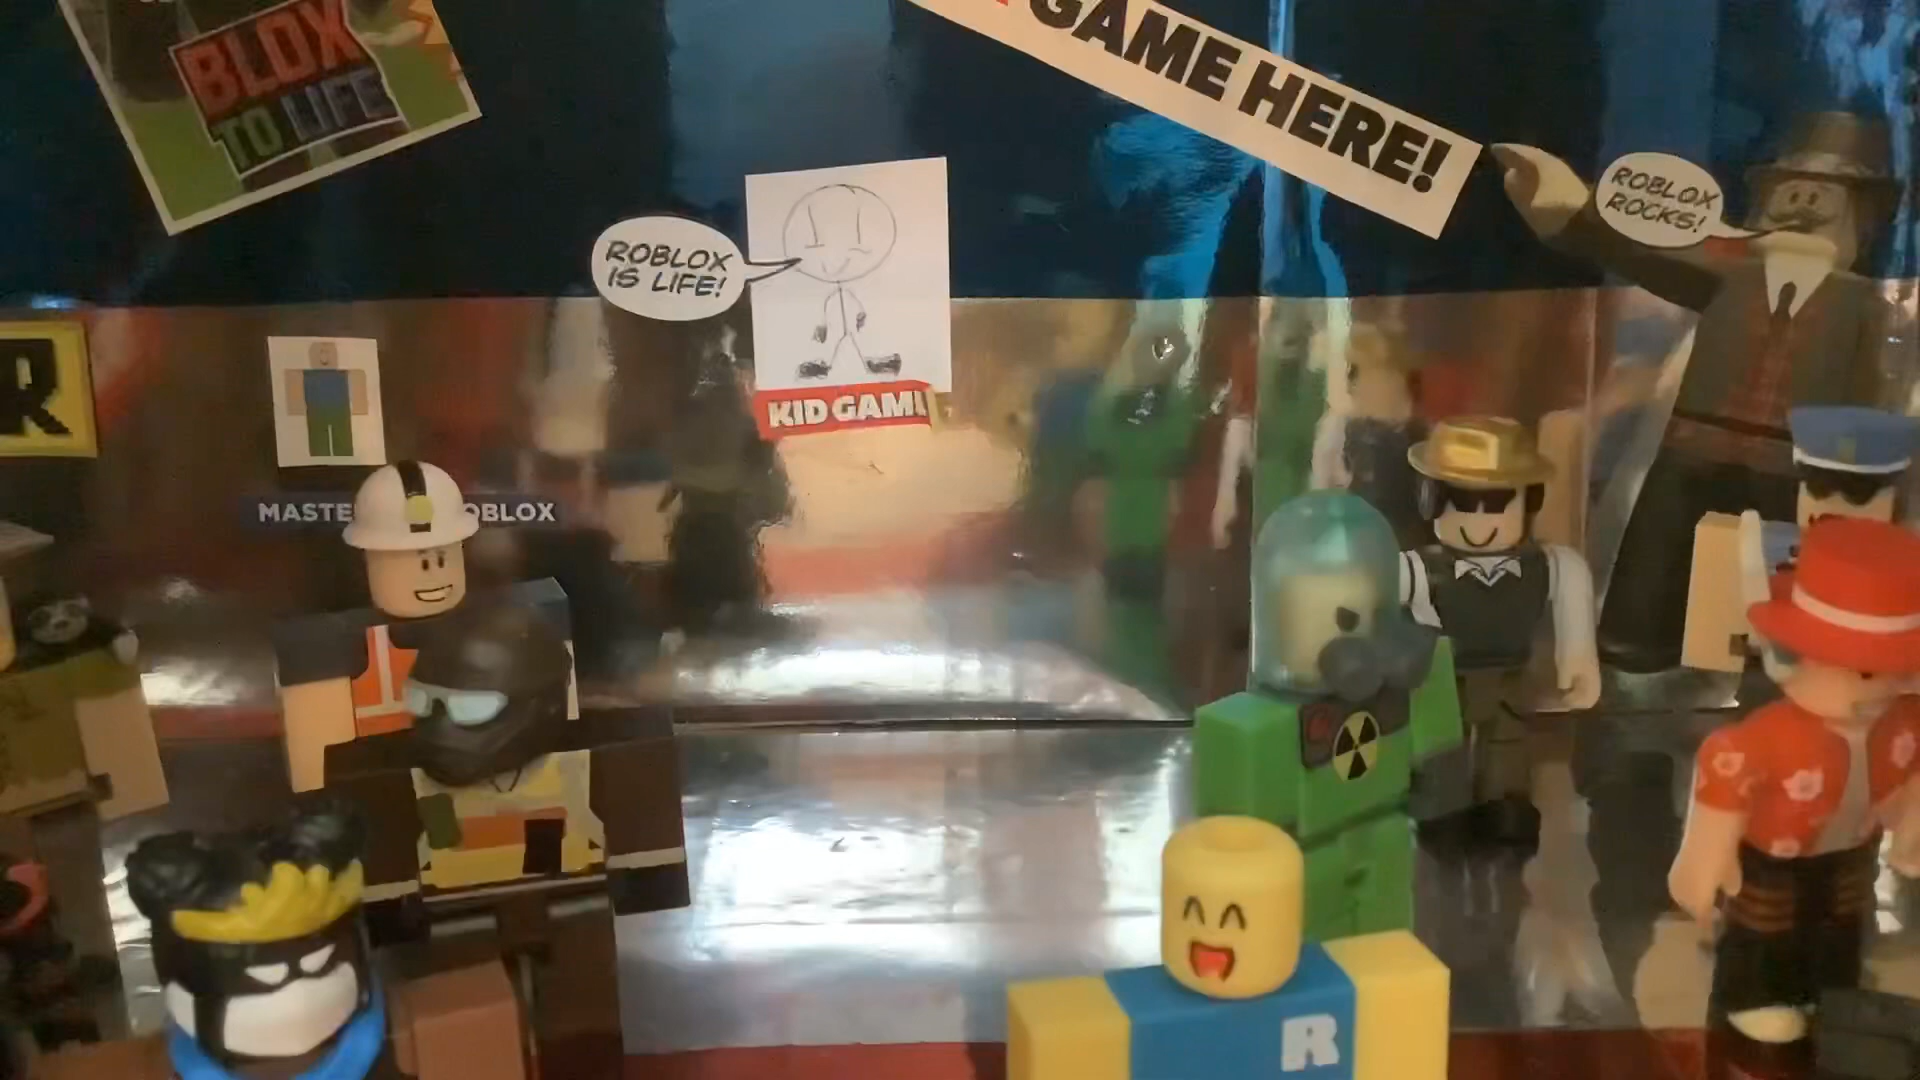 BLOX
TO LIFE
GAME HERE!
ROBLOX
ROCKS!
ROBLOX
IS LIFE!
R
KID GAM
MASTE OBLOX
R